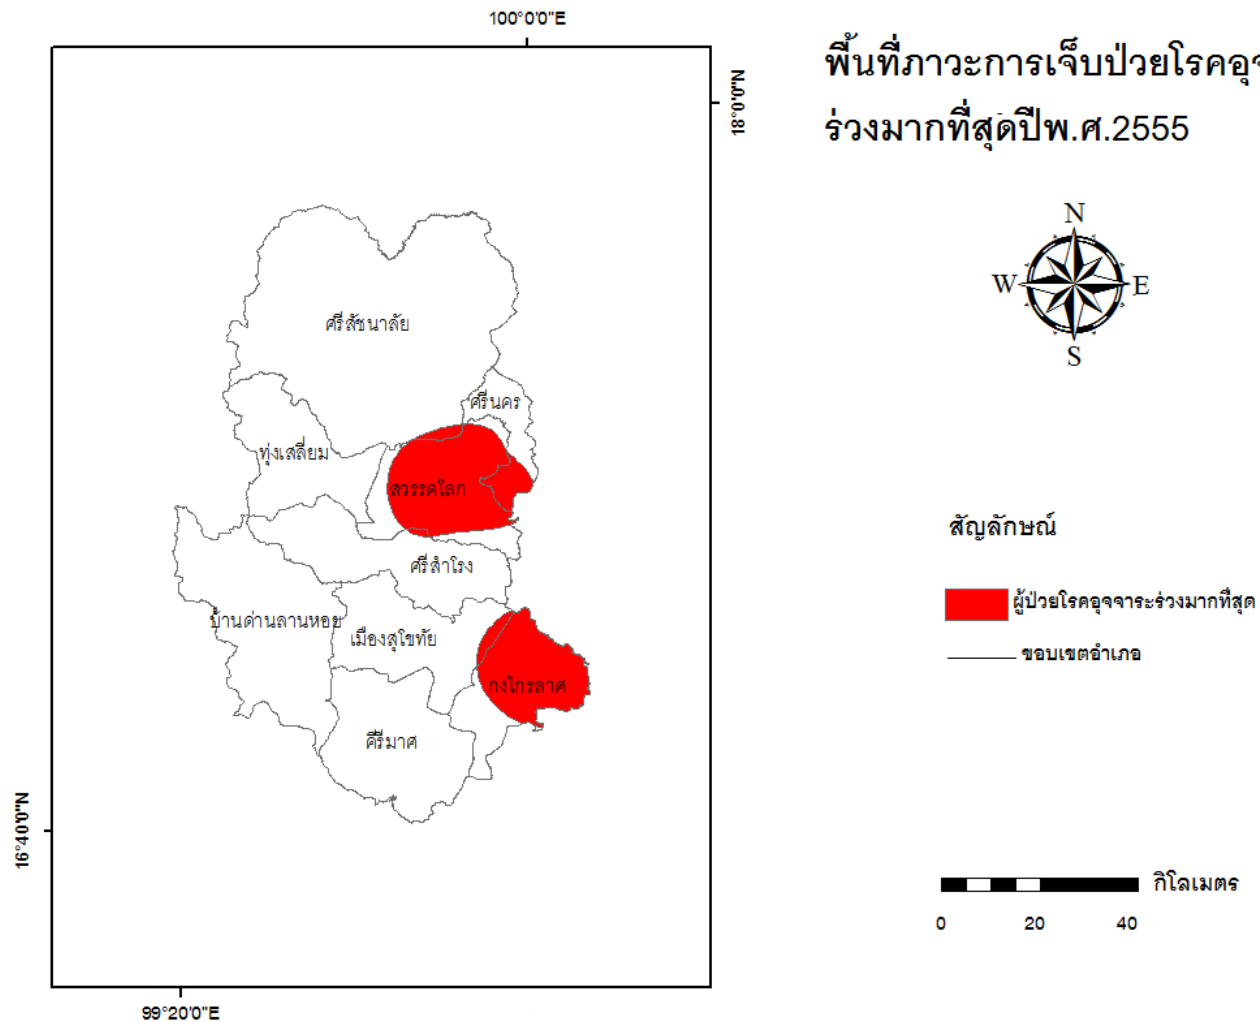 100°0'0"E
พื้นที่ภาวะการเจ็บป่วยโรคอุจ
ร่วงมากที่สุดปีพ.ศ.2555
18°0'0"N
N
W
E
S
ศรีสัชนาลัย
ศรีนคร
ทุ่งเสลี่ยม
สวรรคโลก
สัญลักษณ์
ศรีสำโรง
ผู้ป่วยโรคอุจจาระร่วงมากที่สุด
บ้านด่านลานหอย
เมืองสุโขทัย
ขอบเขตอำเภอ
กงไกรลาศ
คีรีมาศ
16°40'0"N
กิโลเมตร
0 20 40
99°20'0"E